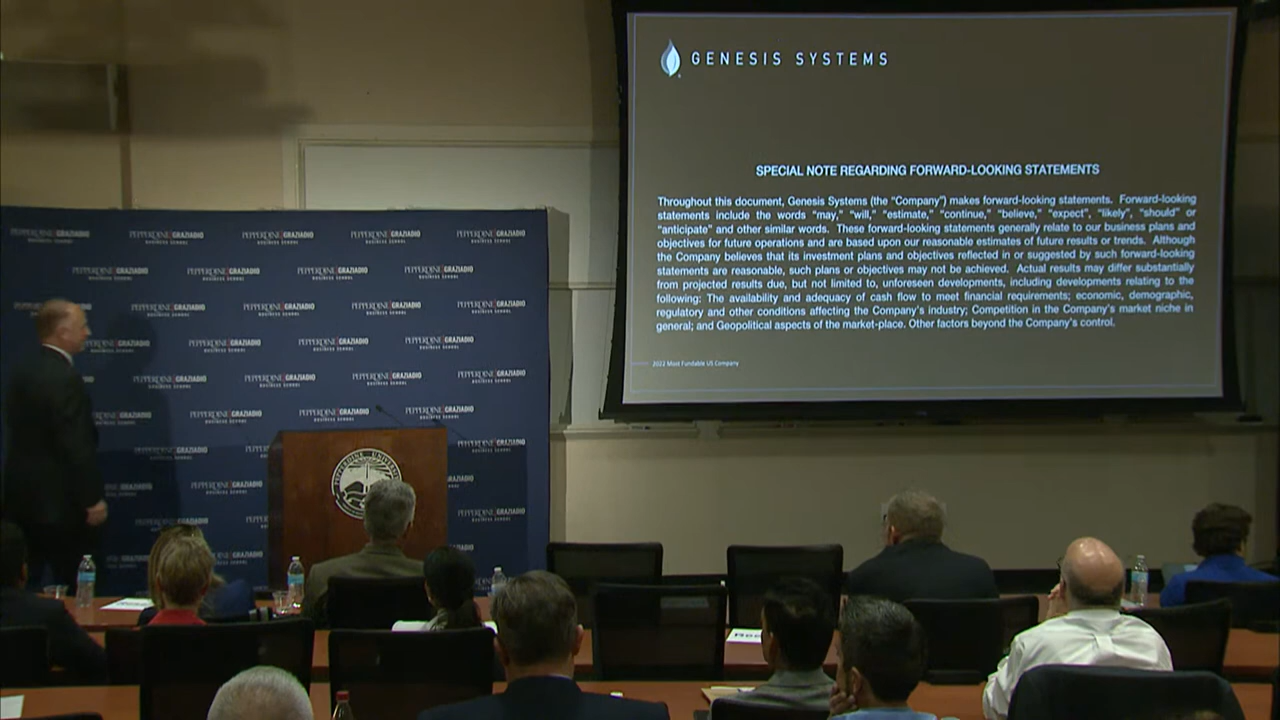 GENESIS SYSTEMS
SPECIAL NOTE REGARDING FORWARD-LOOKING STATEMENTS
Throughout this document, Genesis Systems (the “Company”) makes forward-looking statements. Forward-looking
statements include the words “may,” “will,” “estimate,” “continue,” “believe,” “expect”, “likely”, “should” or
“anticipate” and other similar words. These forward-looking statements generally relate to our business plans and
objectives for future operations and are based upon our reasonable estimates of future results or trends. Although
the Company believes that its investment plans and objectives reflected in or suggested by such forward-looking
statements are reasonable, such plans or objectives may not be achieved. Actual results may differ substantially
from projected results due, but not limited to, unforeseen developments, including developments relating to the
following: The availability and adequacy of cash flow to meet financial requirements; economic, demographic,
regulatory and other conditions affecting the Company’s industry; Competition in the Company’s market niche in
general; and Geopolitical aspects of the market-place. Other factors beyond the Company’s control.
2022 Most Fundable US Company
PEPPERDINE GRAZIADIO
BUSINESS SCHOOL
PEPPERDINE UNIVERSITY